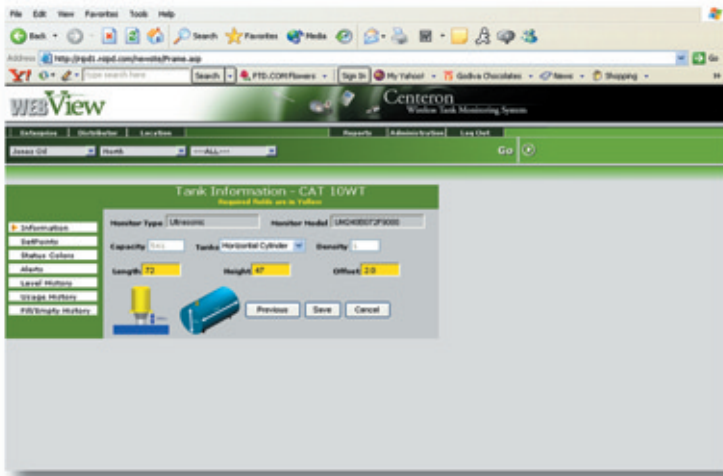 File Edit View Favorites Tools Help
Back Search Favorites Media
Address Go
Y! Search FTD.COM Flowers Sign In My Yahoo! Godiva Chocolates News Shopping
WEBView Centeron
Wireless Tank Monitoring System
Enterprise Distributor Location Reports Administration Log Out
Jones Oil North ---ALL--- Go
Tank Information - CAT 10WT
Required fields are in Yellow
Information
SetPoints
Status Colors
Alerts
Level History
Usage History
Fill/Empty History
Monitor Type Ultrasonic Monitor Model
Capacity Tanks Horizontal Cylinder Density
Length 72 Height 47 Offset 2.0
Previous Save Cancel